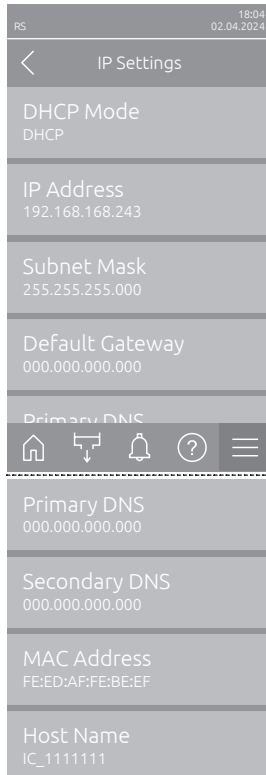 18:04
RS
02.04.2024
IP Settings
DHCP Mode
DHCP
IP Address
192.168.168.243
Subnet Mask
255.255.255.000
Default Gateway
000.000.000.000
Primary DNS
?
Primary DNS
000.000.000.000
Secondary DNS
000.000.000.000
MAC Address
FE:ED:AF:FE:BE:EF
Host Name
IC_1111111